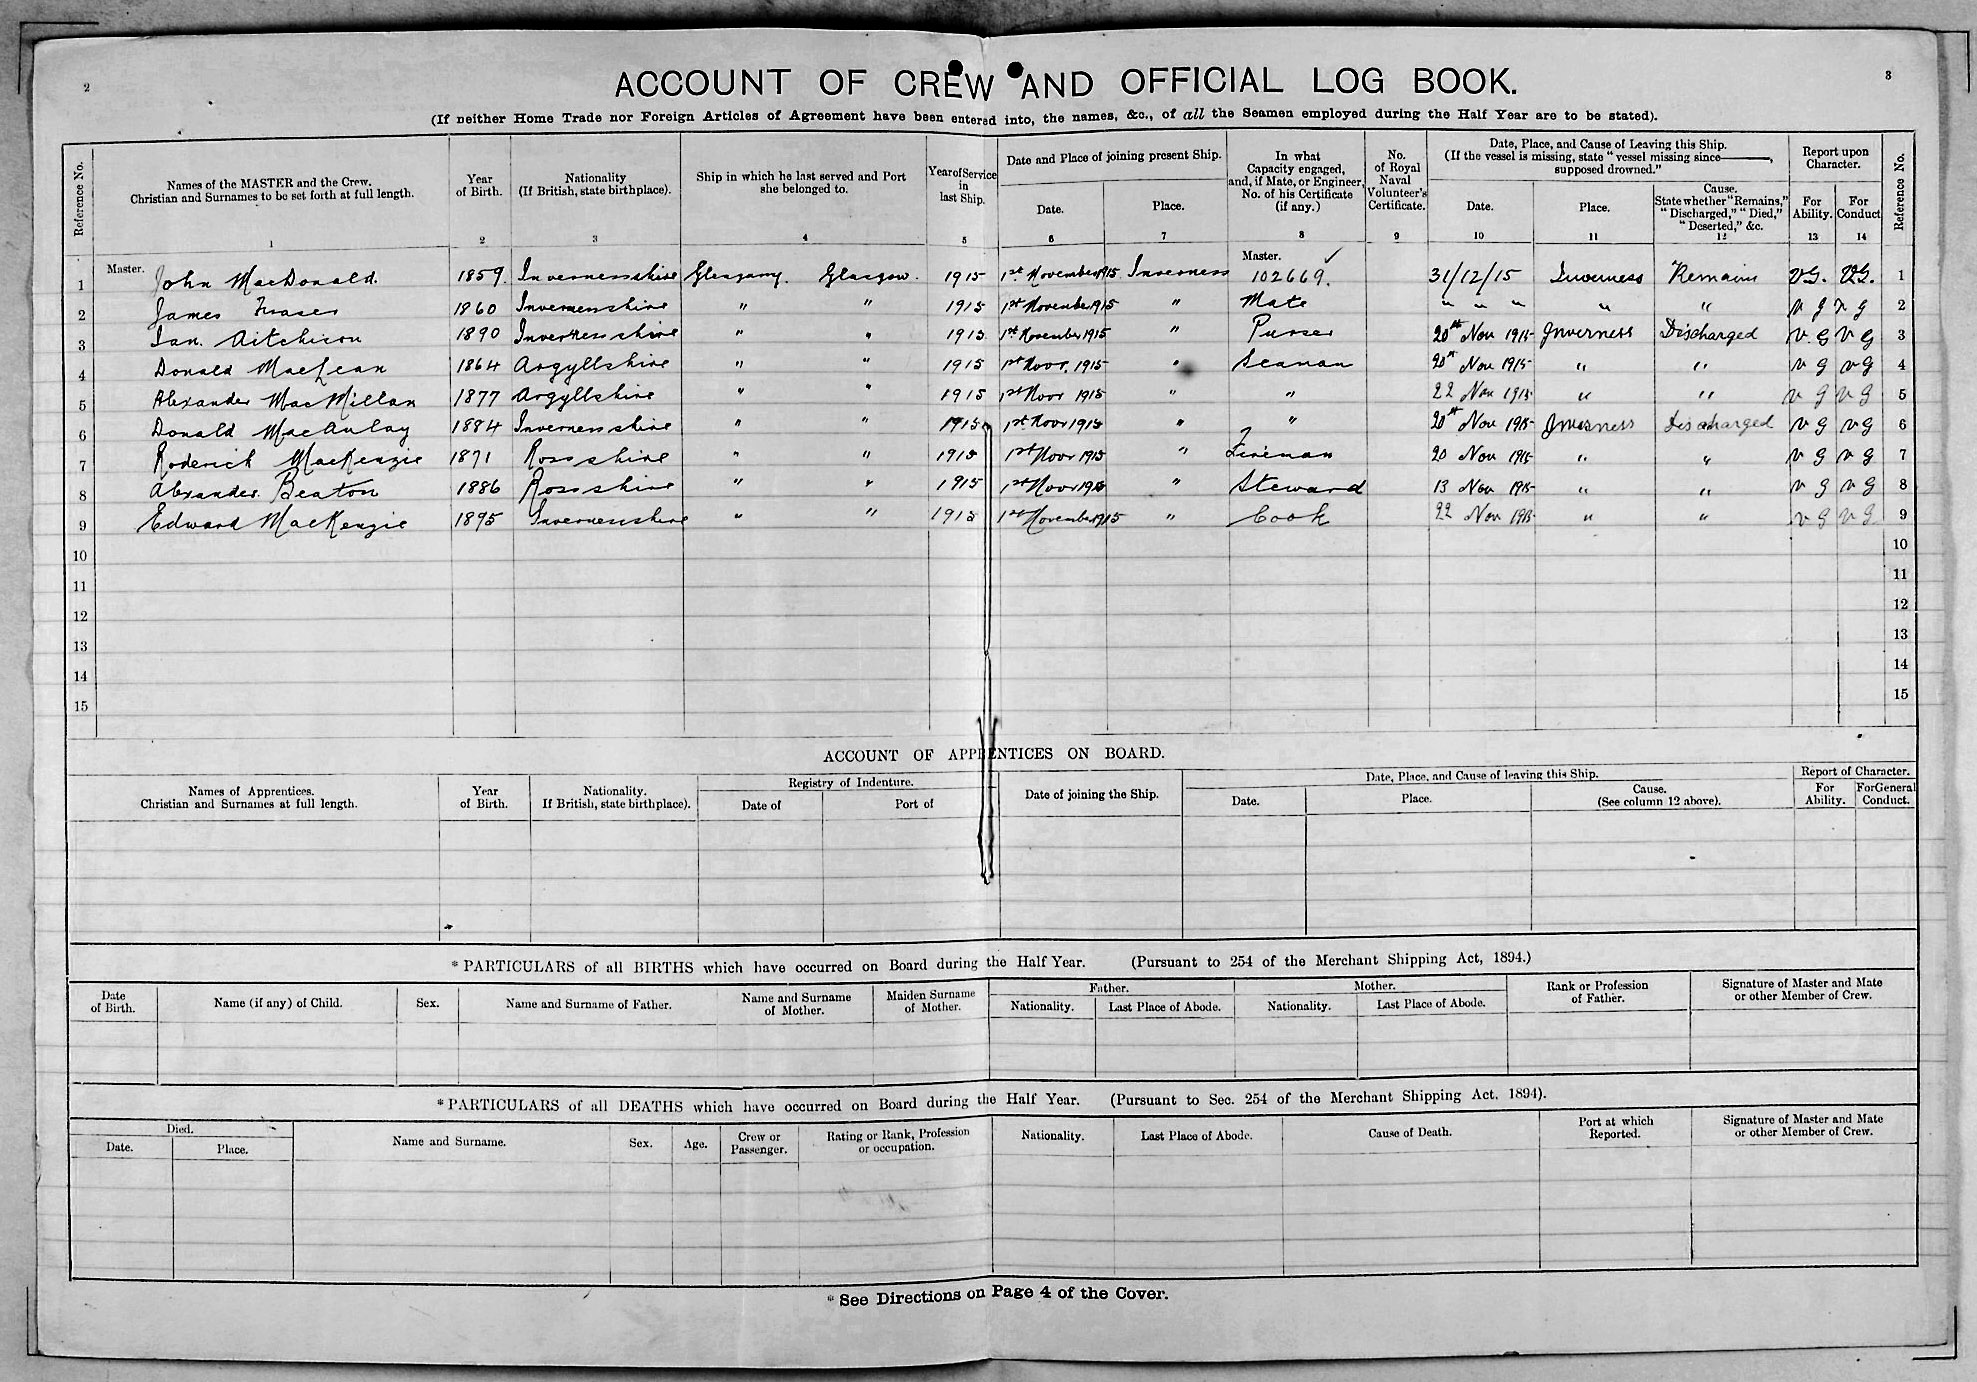 2
3
ACCOUNT OF CREW AND OFFICIAL LOG BOOK.
(If neither Home Trade nor Foreign Articles of Agreement have been entered into, the names, &c., of all the Seamen employed during the Half Year are to be stated).
Reference No.
Names of the MASTER and the Crew. Christian and Surnames to be set forth at full length. 1
Year of Birth. 2
Nationality (If British, state birthplace). 3
Ship in which he last served and Port she belonged to. 4
Year of Service in last Ship. 5
Date and Place of joining present Ship.
Date. 6
Place. 7
In what Capacity engaged, and, if Mate, or Engineer, No. of his Certificate (if any.) 8
No. of Royal Naval Volunteer's Certificate. 9
Date, Place, and Cause of Leaving this Ship. (If the vessel is missing, state "vessel missing since ———, supposed drowned."
Date. 10
Place. 11
Cause. State whether "Remains," "Discharged," "Died," "Deserted," &c. 12
Report upon Character.
For Ability. 13
For Conduct 14
Reference No.
1 Master. John MacDonald. 1859. Invernesshire Glengarry Glasgow. 1915 1st November 1915 Inverness Master. 102669. ✓ 31/12/15 Inverness Remains VG. VG. 1
2 James Fraser 1860 Invernesshire " " 1915 1st November 1915 " Mate " " " " " v g v g 2
3 Ian Aitchison 1890 Invernesshire " " 1915 1st November 1915 " Purser 20th Nov 1915 Inverness Discharged v. G v G 3
4 Donald MacLean 1864 Argyllshire " " 1915 1st Novr. 1915 " Seaman 20th Nov 1915 " " v G v G 4
5 Alexander MacMillan 1877 Argyllshire " " 1915 1st Novr 1915 " " 22 Nov 1915 " " v G v G 5
6 Donald MacAulay 1884 Invernesshire " " 1915 1st Novr 1915 " " 20th Nov 1915 Inverness Discharged v G v G 6
7 Roderick MacKenzie 1871 Rossshire " " 1915 1st Novr 1915 " Fireman 20 Nov 1915 " " v G v G 7
8 Alexander Beaton 1886 Rossshire " " 1915 1st Novr 1915 " Steward 13 Nov 1915 " " v G v G 8
9 Edward MacKenzie 1895 Invernesshire " " 1915 1st November 1915 " Cook 22 Nov 1915 " " v G v G 9
10 10
11 11
12 12
13 13
14 14
15 15
ACCOUNT OF APPRENTICES ON BOARD.
Names of Apprentices. Christian and Surnames at full length.
Year of Birth.
Nationality. If British, state birthplace).
Registry of Indenture.
Date of
Port of
Date of joining the Ship.
Date, Place, and Cause of leaving this Ship.
Date.
Place.
Cause. (See column 12 above).
Report of Character.
For Ability.
For General Conduct.
* PARTICULARS of all BIRTHS which have occurred on Board during the Half Year. (Pursuant to 254 of the Merchant Shipping Act, 1894.)
Date of Birth.
Name (if any) of Child.
Sex.
Name and Surname of Father.
Name and Surname of Mother.
Maiden Surname of Mother.
Father.
Nationality.
Last Place of Abode.
Mother.
Nationality.
Last Place of Abode.
Rank or Profession of Father.
Signature of Master and Mate or other Member of Crew.
* PARTICULARS of all DEATHS which have occurred on Board during the Half Year. (Pursuant to Sec. 254 of the Merchant Shipping Act, 1894).
Died.
Date.
Place.
Name and Surname.
Sex.
Age.
Crew or Passenger.
Rating or Rank, Profession or occupation.
Nationality.
Last Place of Abode.
Cause of Death.
Port at which Reported.
Signature of Master and Mate or other Member of Crew.
* See Directions on Page 4 of the Cover.